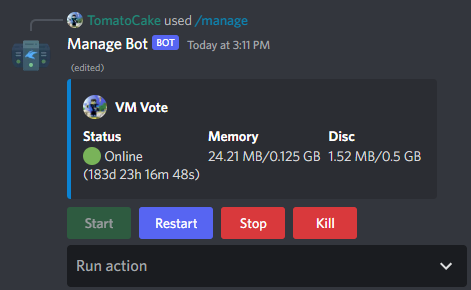 TomatoCake used /manage
Manage Bot BOT Today at 3:11 PM
(edited)
VM Vote
Status Memory Disc
Online 24.21 MB/0.125 GB 1.52 MB/0.5 GB
(183d 23h 16m 48s)
Start Restart Stop Kill
Run action